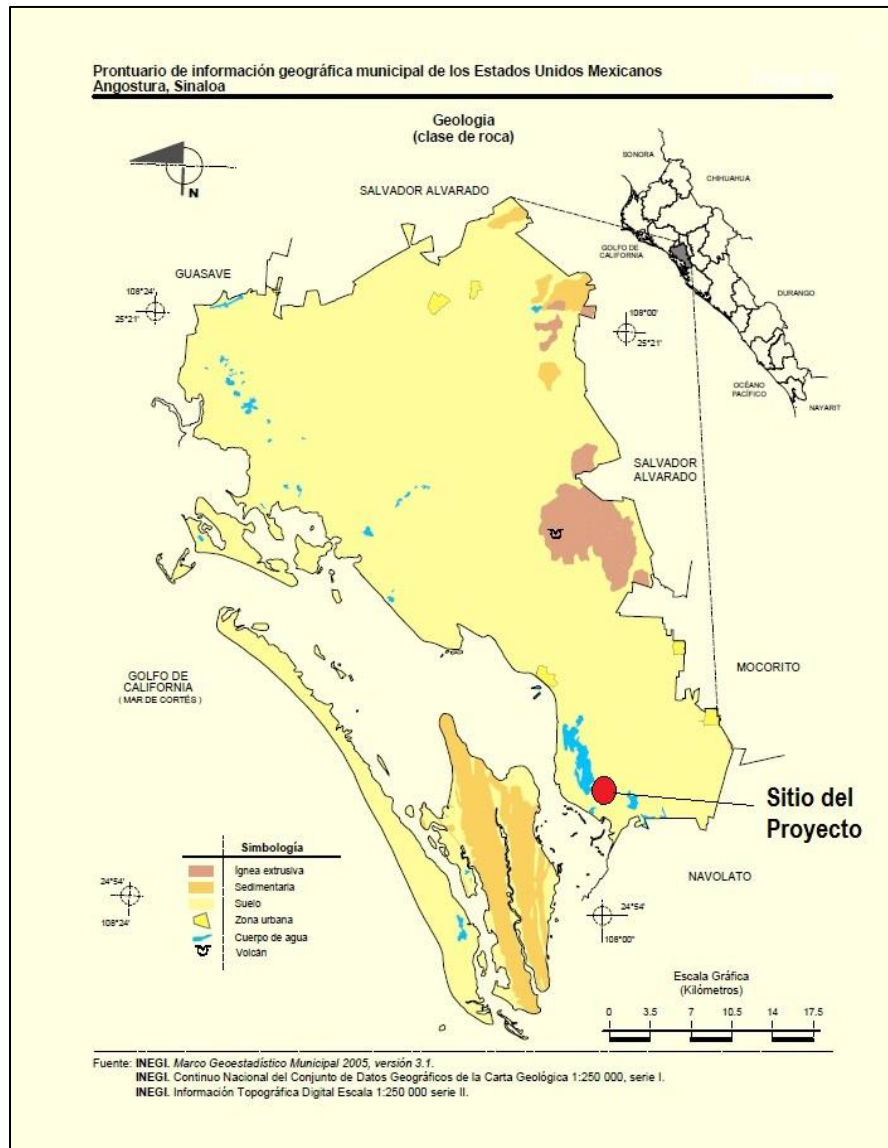 Prontuario de información geográfica municipal de los Estados Unidos Mexicanos
Angostura, Sinaloa
Geología
(clase de roca)
N
SONORA
CHIHUAHUA
SALVADOR ALVARADO
GOLFO DE
CALIFORNIA
GUASAVE
DURANGO
108°24'
25°21'
108°00'
25°21'
OCÉANO
PACÍFICO
NAYARIT
SALVADOR
ALVARADO
MOCORITO
GOLFO DE
CALIFORNIA
( MAR DE CORTÉS )
Sitio del
Proyecto
Simbología
Ígnea extrusiva
Sedimentaria
Suelo
Zona urbana
Cuerpo de agua
Volcán
NAVOLATO
24°54'
108°24'
24°54'
108°00'
Escala Gráfica
(Kilómetros)
0 3.5 7 10.5 14 17.5
Fuente: INEGI. Marco Geoestadístico Municipal 2005, versión 3.1.
INEGI. Continuo Nacional del Conjunto de Datos Geográficos de la Carta Geológica 1:250 000, serie I.
INEGI. Información Topográfica Digital Escala 1:250 000 serie II.